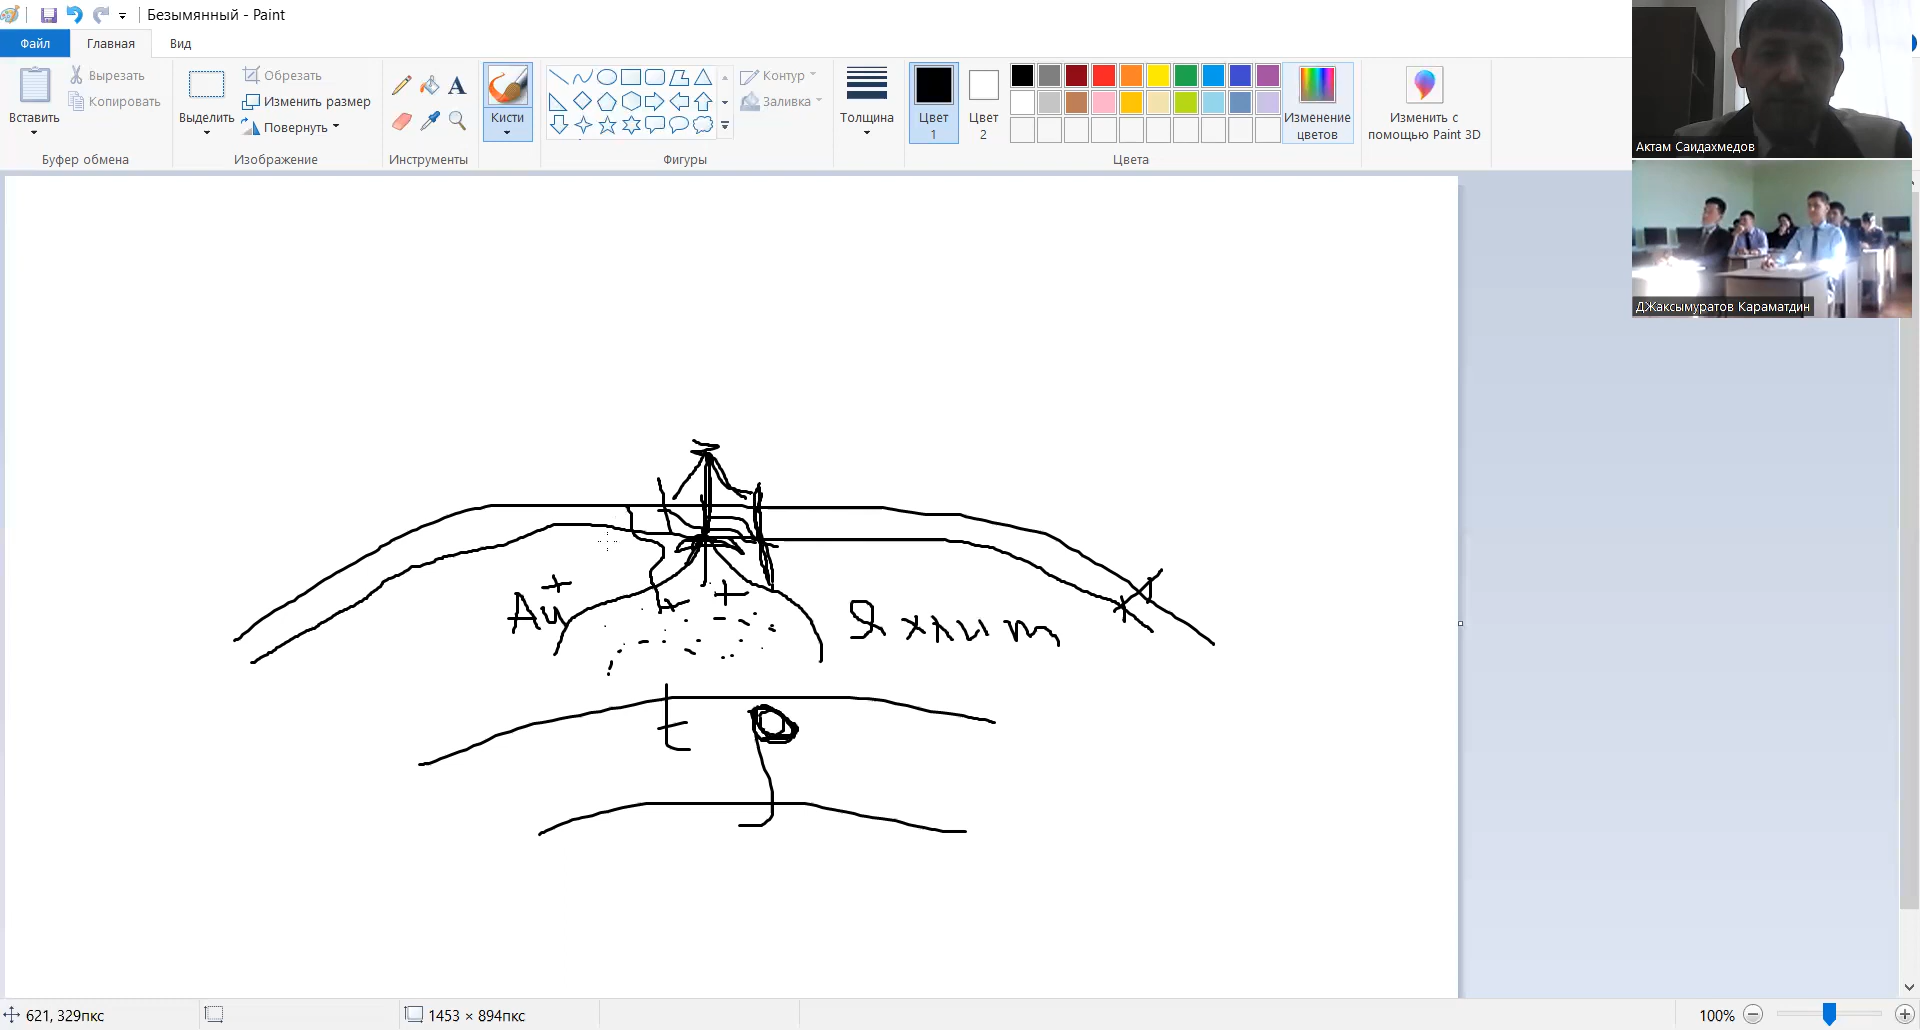 Безымянный - Paint
Файл
Главная
Вид
Вставить
Вырезать
Копировать
Буфер обмена
Выделить
Обрезать
Изменить размер
Повернуть
Изображение
Инструменты
Кисти
Контур
Заливка
Фигуры
Толщина
Цвет
1
Цвет
2
Изменение
цветов
Цвета
Изменить с
помощью Paint 3D
Актам Саидахмедов
ДЖаксымуратов Караматдин
+
+
+
t
P
621, 329пкс
1453 × 894пкс
100%